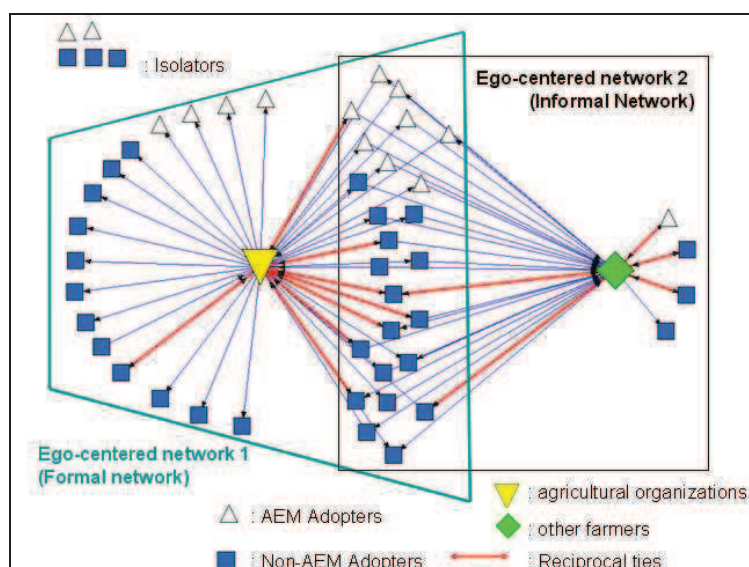 : Isolators
Ego-centered network 2
(Informal Network)
Ego-centered network 1
(Formal network)
: agricultural organizations
: AEM Adopters
: other farmers
: Non-AEM Adopters
: Reciprocal ties